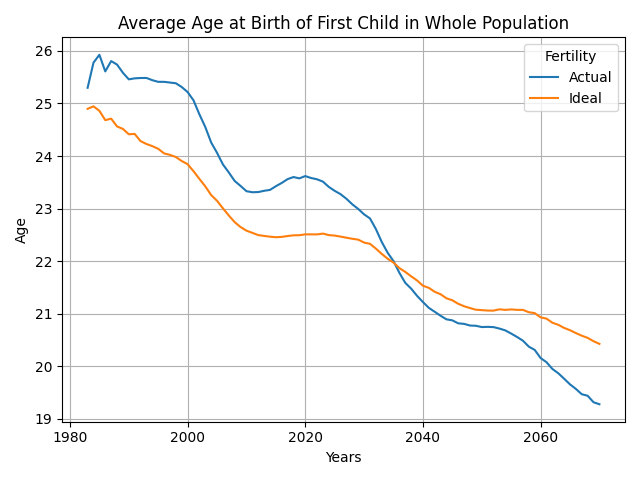 Average Age at Birth of First Child in Whole Population
Fertility
Actual
Ideal
Age
26
25
24
23
22
21
20
19
1980
2000
2020
2040
2060
Years